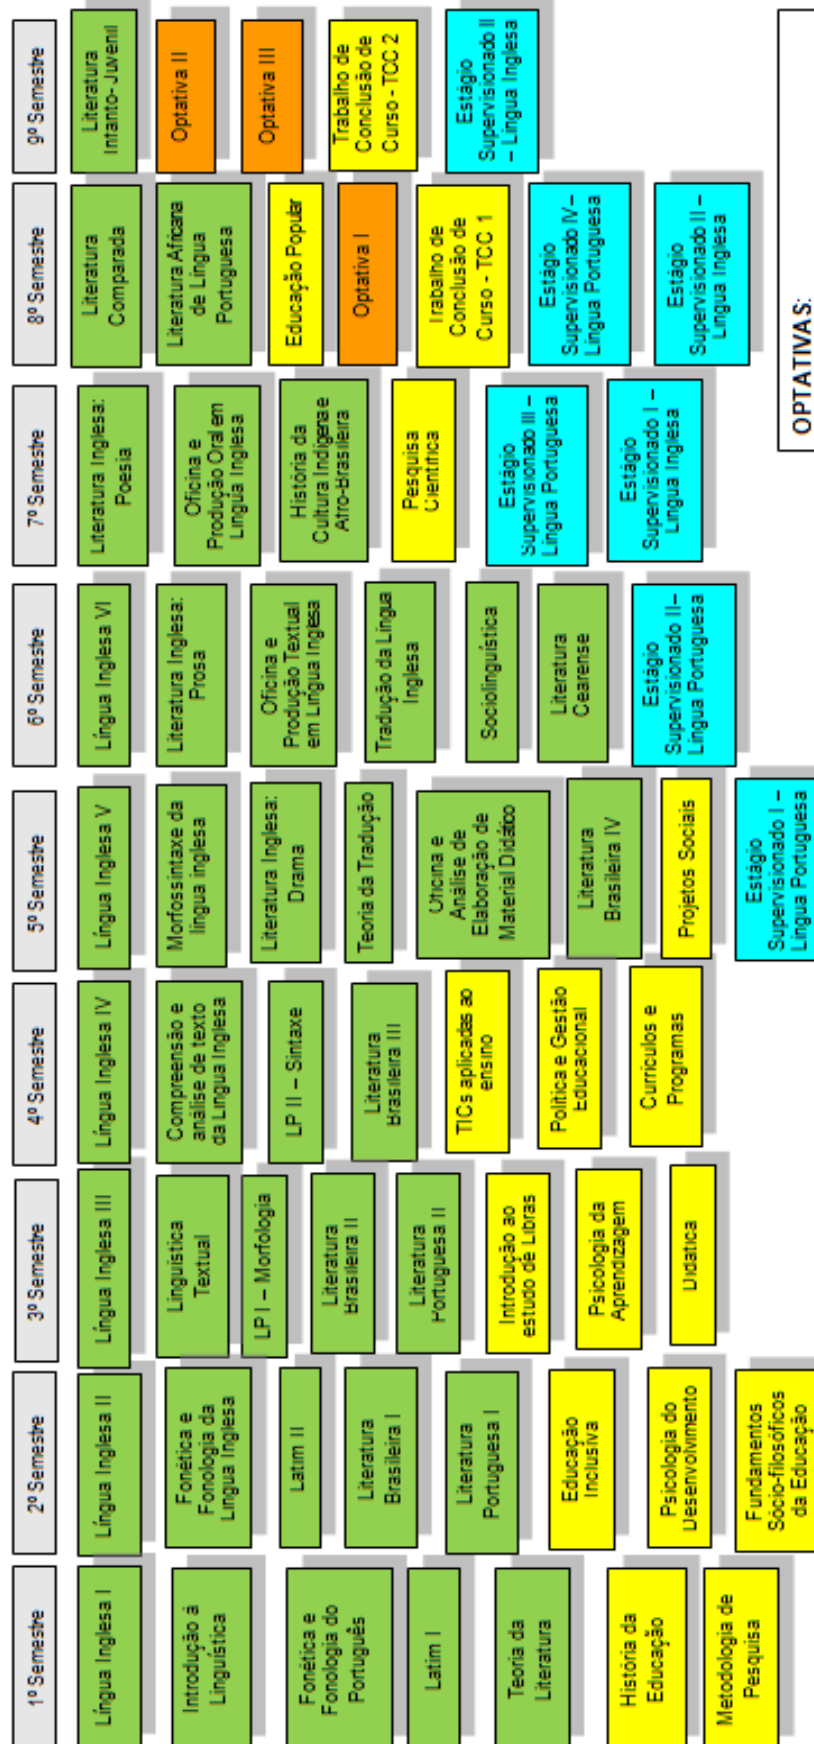 1º Semestre
Língua Inglesa I
Introdução à
Linguística
Fonética e
Fonologia do
Português
Latim I
Teoria da
Literatura
História da
Educação
Metodologia de
Pesquisa
2º Semestre
Língua Inglesa II
Fonética e
Fonologia da
Língua Inglesa
Latim II
Literatura
Brasileira I
Literatura
Portuguesa I
Educação
Inclusiva
Psicologia do
Desenvolvimento
Fundamentos
Sócio-filosóficos
da Educação
3º Semestre
Língua Inglesa III
Linguística
Textual
LP I – Morfologia
Literatura
Brasileira II
Literatura
Portuguesa II
Introdução ao
estudo de Libras
Psicologia da
Aprendizagem
Didática
4º Semestre
Língua Inglesa IV
Compreensão e
análise de texto
da Língua Inglesa
LP II – Sintaxe
Literatura
Brasileira III
TICs aplicadas ao
ensino
Política e Gestão
Educacional
Currículos e
Programas
5º Semestre
Língua Inglesa V
Morfossintaxe da
língua inglesa
Literatura Inglesa:
Drama
Teoria da Tradução
Oficina e
Análise de
Elaboração de
Material Didático
Literatura
Brasileira IV
Projetos Sociais
Estágio
Supervisionado I –
Língua Portuguesa
6º Semestre
Língua Inglesa VI
Literatura Inglesa:
Prosa
Oficina e
Produção Textual
em Língua Inglesa
Tradução da Língua
Inglesa
Sociolinguística
Literatura
Cearense
Estágio
Supervisionado II–
Língua Portuguesa
7º Semestre
Literatura Inglesa:
Poesia
Oficina e
Produção Oral em
Língua Inglesa
História da
Cultura Indígena e
Afro-Brasileira
Pesquisa
Científica
Estágio
Supervisionado III –
Língua Portuguesa
Estágio
Supervisionado I –
Língua Inglesa
8º Semestre
Literatura
Comparada
Literatura Africana
de Língua
Portuguesa
Educação Popular
Optativa I
Trabalho de
Conclusão de
Curso - TCC 1
Estágio
Supervisionado IV–
Língua Portuguesa
Estágio
Supervisionado II –
Língua Inglesa
9º Semestre
Literatura
Infanto-Juvenil
Optativa II
Optativa III
Trabalho de
Conclusão de
Curso - TCC 2
Estágio
Supervisionado II
– Língua Inglesa
OPTATIVAS: